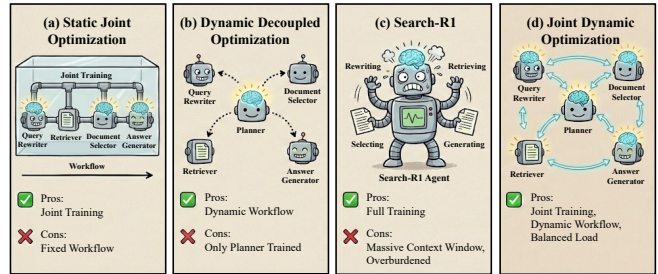 (a) Static Joint
Optimization
Joint Training
Query
Rewriter
Retriever
Document
Selector
Answer
Generator
Workflow
Pros:
Joint Training
Cons:
Fixed Workflow
(b) Dynamic Decoupled
Optimization
Query
Rewriter
Document
Selector
Planner
Retriever
Answer
Generator
Pros:
Dynamic Workflow
Cons:
Only Planner Trained
(c) Search-R1
Rewriting
Retrieving
Selecting
Generating
Search-R1 Agent
Pros:
Full Training
Cons:
Massive Context Window,
Overburdened
(d) Joint Dynamic
Optimization
Query
Rewriter
Document
Selector
Planner
Retriever
Answer
Generator
Pros:
Joint Training,
Dynamic Workflow,
Balanced Load